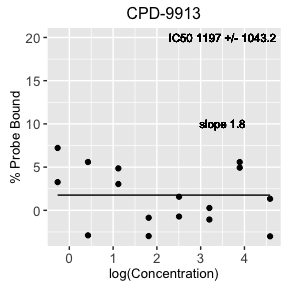 CPD-9913
IC50 1197 +/- 1043.2
slope 1.8
% Probe Bound
20
15
10
5
0
0 1 2 3 4
log(Concentration)